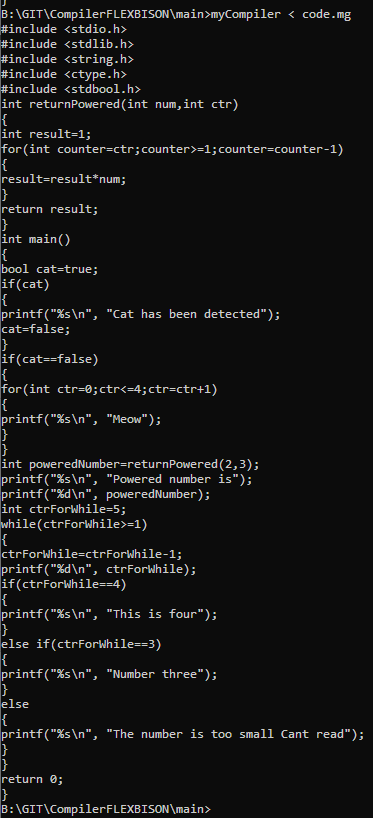 }
B:\GIT\CompilerFLEXBISON\main>myCompiler < code.mg
#include <stdio.h>
#include <stdlib.h>
#include <string.h>
#include <ctype.h>
#include <stdbool.h>
int returnPowered(int num,int ctr)
{
int result=1;
for(int counter=ctr;counter>=1;counter=counter-1)
{
result=result*num;
}
return result;
}
int main()
{
bool cat=true;
if(cat)
{
printf("%s\n", "Cat has been detected");
cat=false;
}
if(cat==false)
{
for(int ctr=0;ctr<=4;ctr=ctr+1)
{
printf("%s\n", "Meow");
}
}
int poweredNumber=returnPowered(2,3);
printf("%s\n", "Powered number is");
printf("%d\n", poweredNumber);
int ctrForWhile=5;
while(ctrForWhile>=1)
{
ctrForWhile=ctrForWhile-1;
printf("%d\n", ctrForWhile);
if(ctrForWhile==4)
{
printf("%s\n", "This is four");
}
else if(ctrForWhile==3)
{
printf("%s\n", "Number three");
}
else
{
printf("%s\n", "The number is too small Cant read");
}
}
return 0;
}
B:\GIT\CompilerFLEXBISON\main>